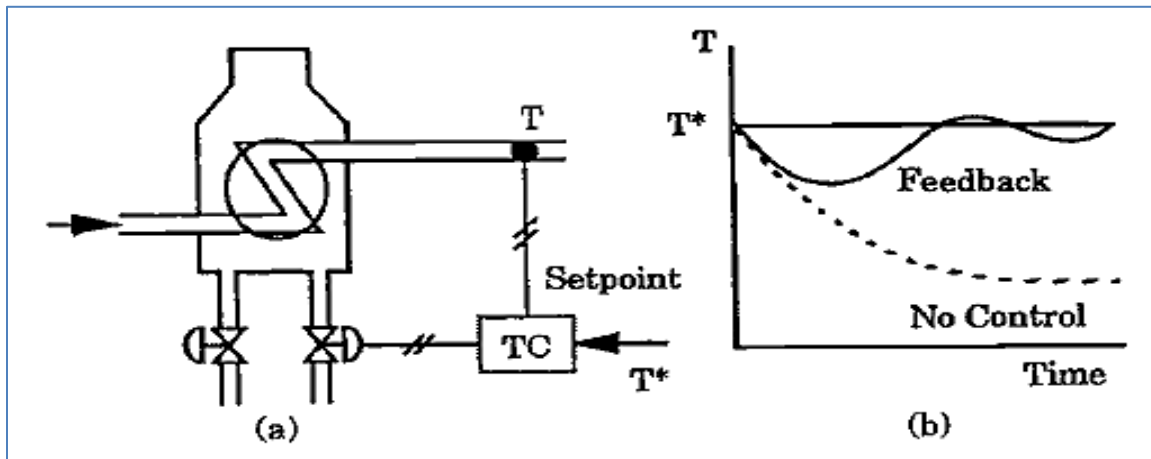 T
Setpoint
TC
T*
(a)
T
T*
Feedback
No Control
Time
(b)